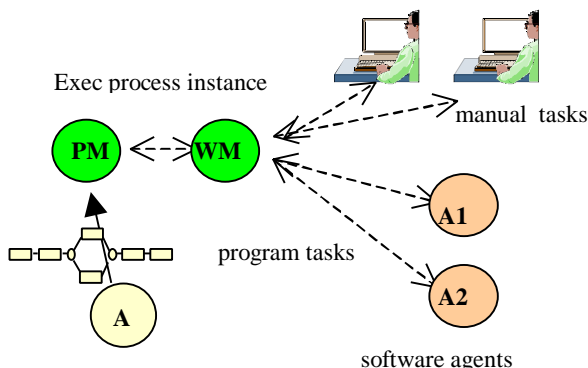 Exec process instance
manual tasks
PM
WM
A1
program tasks
A2
A
software agents